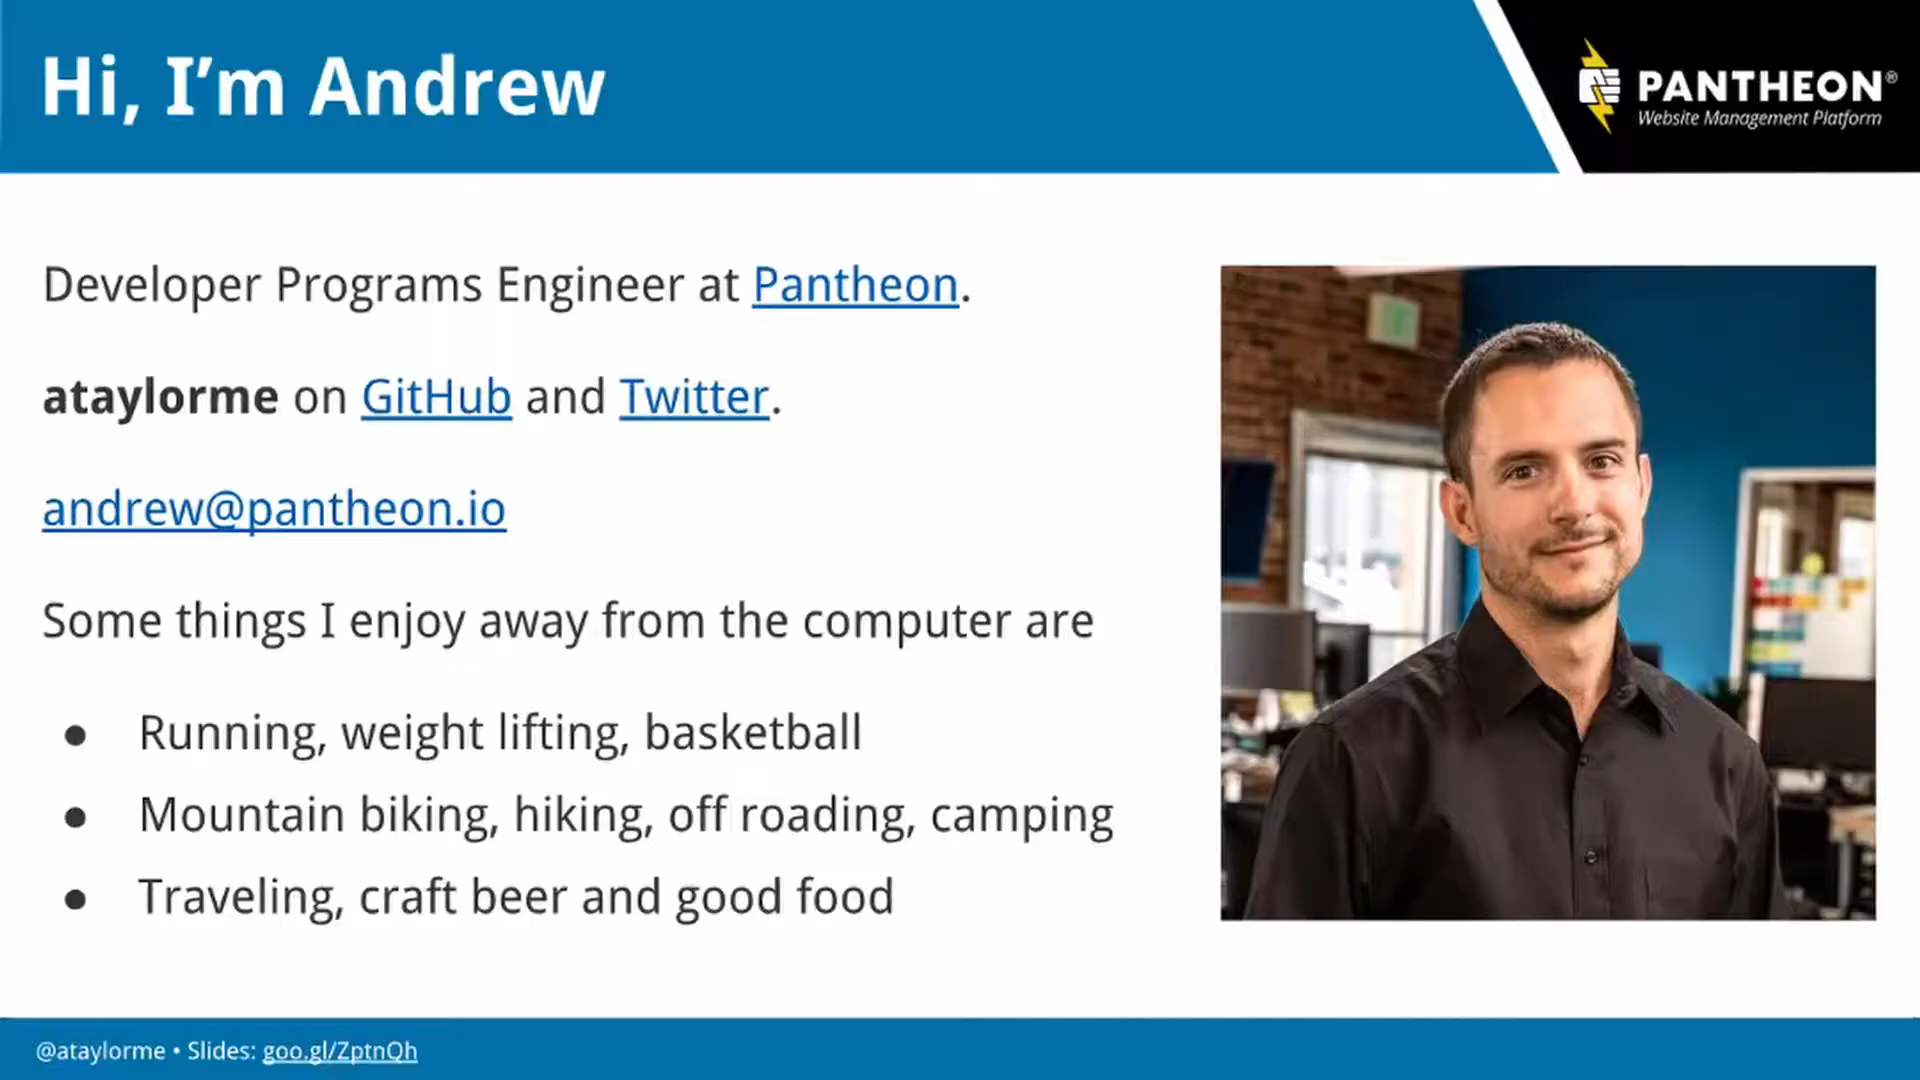 Hi, I’m Andrew
PANTHEON®
Website Management Platform
Developer Programs Engineer at Pantheon.
ataylorme on GitHub and Twitter.
andrew@pantheon.io
Some things I enjoy away from the computer are
● Running, weight lifting, basketball
● Mountain biking, hiking, off roading, camping
● Traveling, craft beer and good food
@ataylorme • Slides: goo.gl/ZptnQh